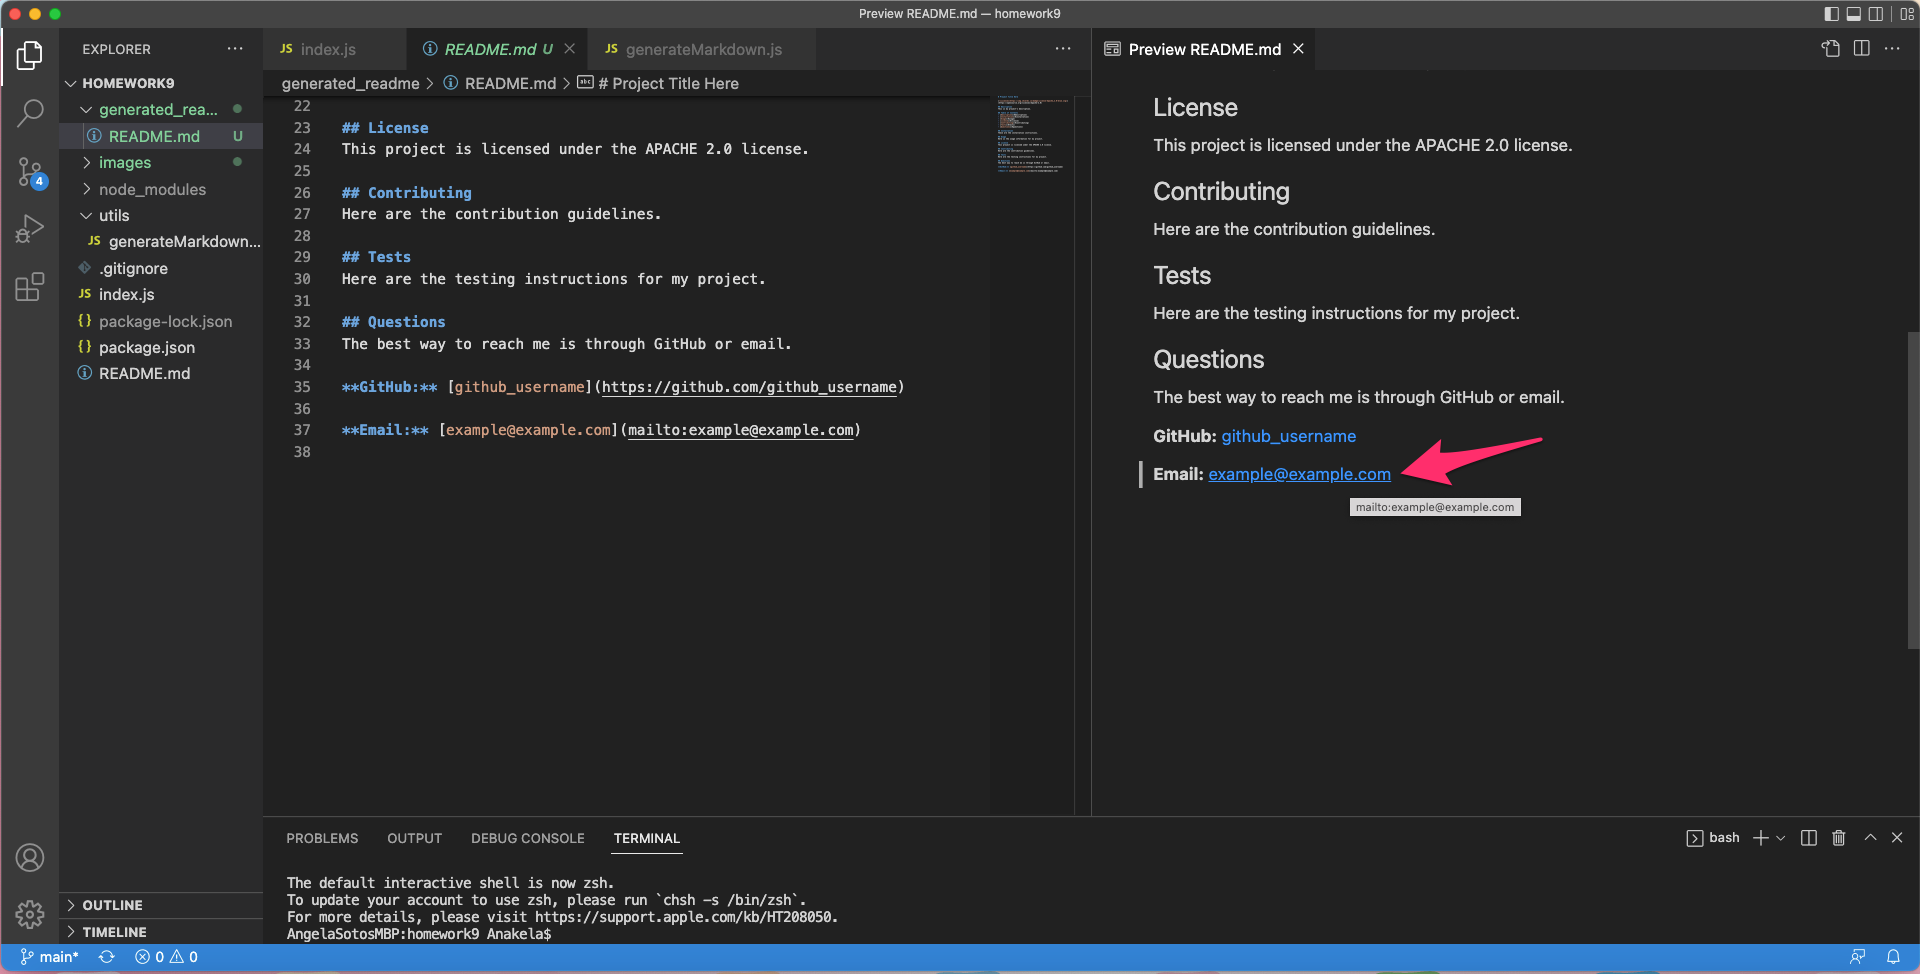 Preview README.md — homework9
EXPLORER
HOMEWORK9
generated_rea...
README.md U
images
node_modules
utils
JS generateMarkdown...
.gitignore
JS index.js
{} package-lock.json
{} package.json
README.md
OUTLINE
TIMELINE
4
JS index.js
README.md U
JS generateMarkdown.js
generated_readme > README.md > abc # Project Title Here
22
23 ## License
24 This project is licensed under the APACHE 2.0 license.
25
26 ## Contributing
27 Here are the contribution guidelines.
28
29 ## Tests
30 Here are the testing instructions for my project.
31
32 ## Questions
33 The best way to reach me is through GitHub or email.
34
35 **GitHub:** [github_username](https://github.com/github_username)
36
37 **Email:** [example@example.com](mailto:example@example.com)
38
Preview README.md
License
This project is licensed under the APACHE 2.0 license.
Contributing
Here are the contribution guidelines.
Tests
Here are the testing instructions for my project.
Questions
The best way to reach me is through GitHub or email.
GitHub: github_username
Email: example@example.com
mailto:example@example.com
PROBLEMS OUTPUT DEBUG CONSOLE TERMINAL
bash
The default interactive shell is now zsh.
To update your account to use zsh, please run `chsh -s /bin/zsh`.
For more details, please visit https://support.apple.com/kb/HT208050.
AngelaSotosMBP:homework9 Anakela$
main* 0 0